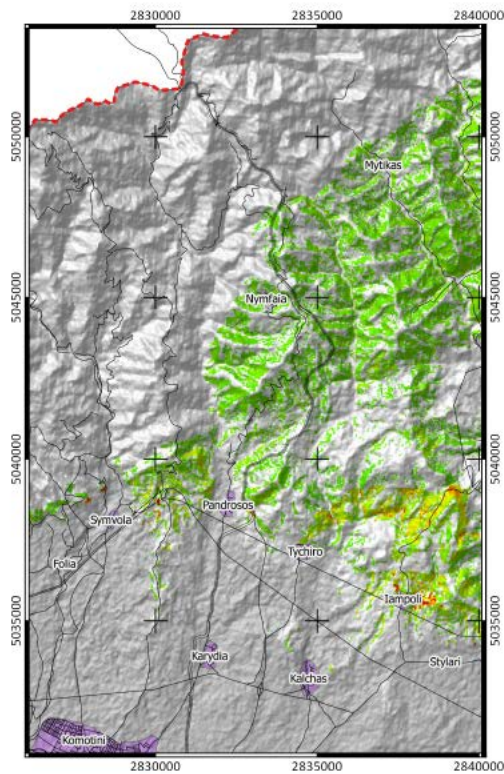 2830000 2835000 2840000
5050000 5050000
Mytikas
5045000 5045000
Nymfaia
5040000 5040000
Pandrosos
Symvola
Tychiro
Folia
Iampoli
5035000 5035000
Karydia
Stylari
Kalchas
Komotini
2830000 2835000 2840000